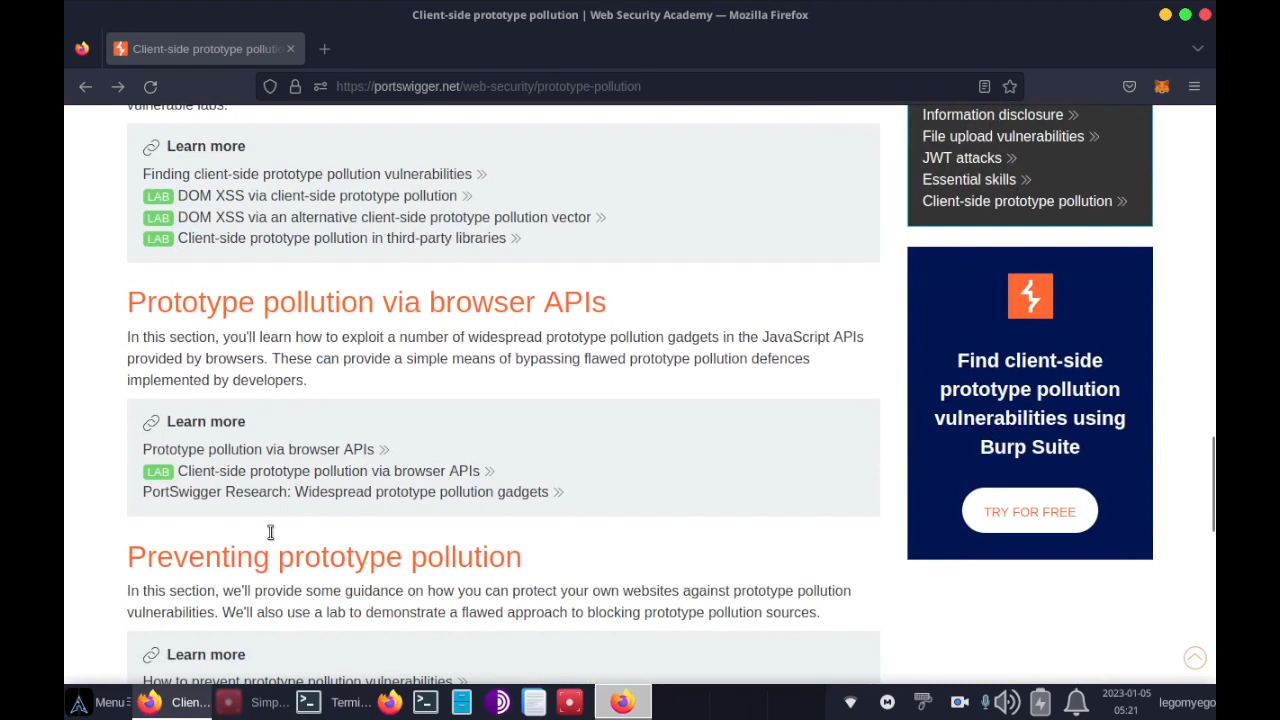 Client-side prototype pollution | Web Security Academy — Mozilla Firefox
Client-side prototype pollutio
https://portswigger.net/web-security/prototype-pollution
vulnerable labs.
Learn more
Finding client-side prototype pollution vulnerabilities
LAB DOM XSS via client-side prototype pollution
LAB DOM XSS via an alternative client-side prototype pollution vector
LAB Client-side prototype pollution in third-party libraries
Prototype pollution via browser APIs
In this section, you'll learn how to exploit a number of widespread prototype pollution gadgets in the JavaScript APIs
provided by browsers. These can provide a simple means of bypassing flawed prototype pollution defences
implemented by developers.
Learn more
Prototype pollution via browser APIs
LAB Client-side prototype pollution via browser APIs
PortSwigger Research: Widespread prototype pollution gadgets
Preventing prototype pollution
In this section, we'll provide some guidance on how you can protect your own websites against prototype pollution
vulnerabilities. We'll also use a lab to demonstrate a flawed approach to blocking prototype pollution sources.
Learn more
How to prevent prototype pollution vulnerabilities
Information disclosure
File upload vulnerabilities
JWT attacks
Essential skills
Client-side prototype pollution
Find client-side
prototype pollution
vulnerabilities using
Burp Suite
TRY FOR FREE
Menu
Clien...
Simp...
Termi...
2023-01-05
05:21
legomyego